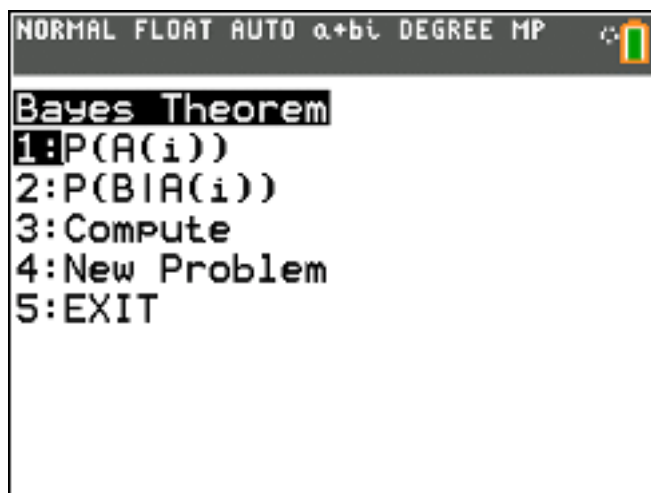 NORMAL FLOAT AUTO a+bi DEGREE MP
Bayes Theorem
1:P(A(i))
2:P(B|A(i))
3:Compute
4:New Problem
5:EXIT